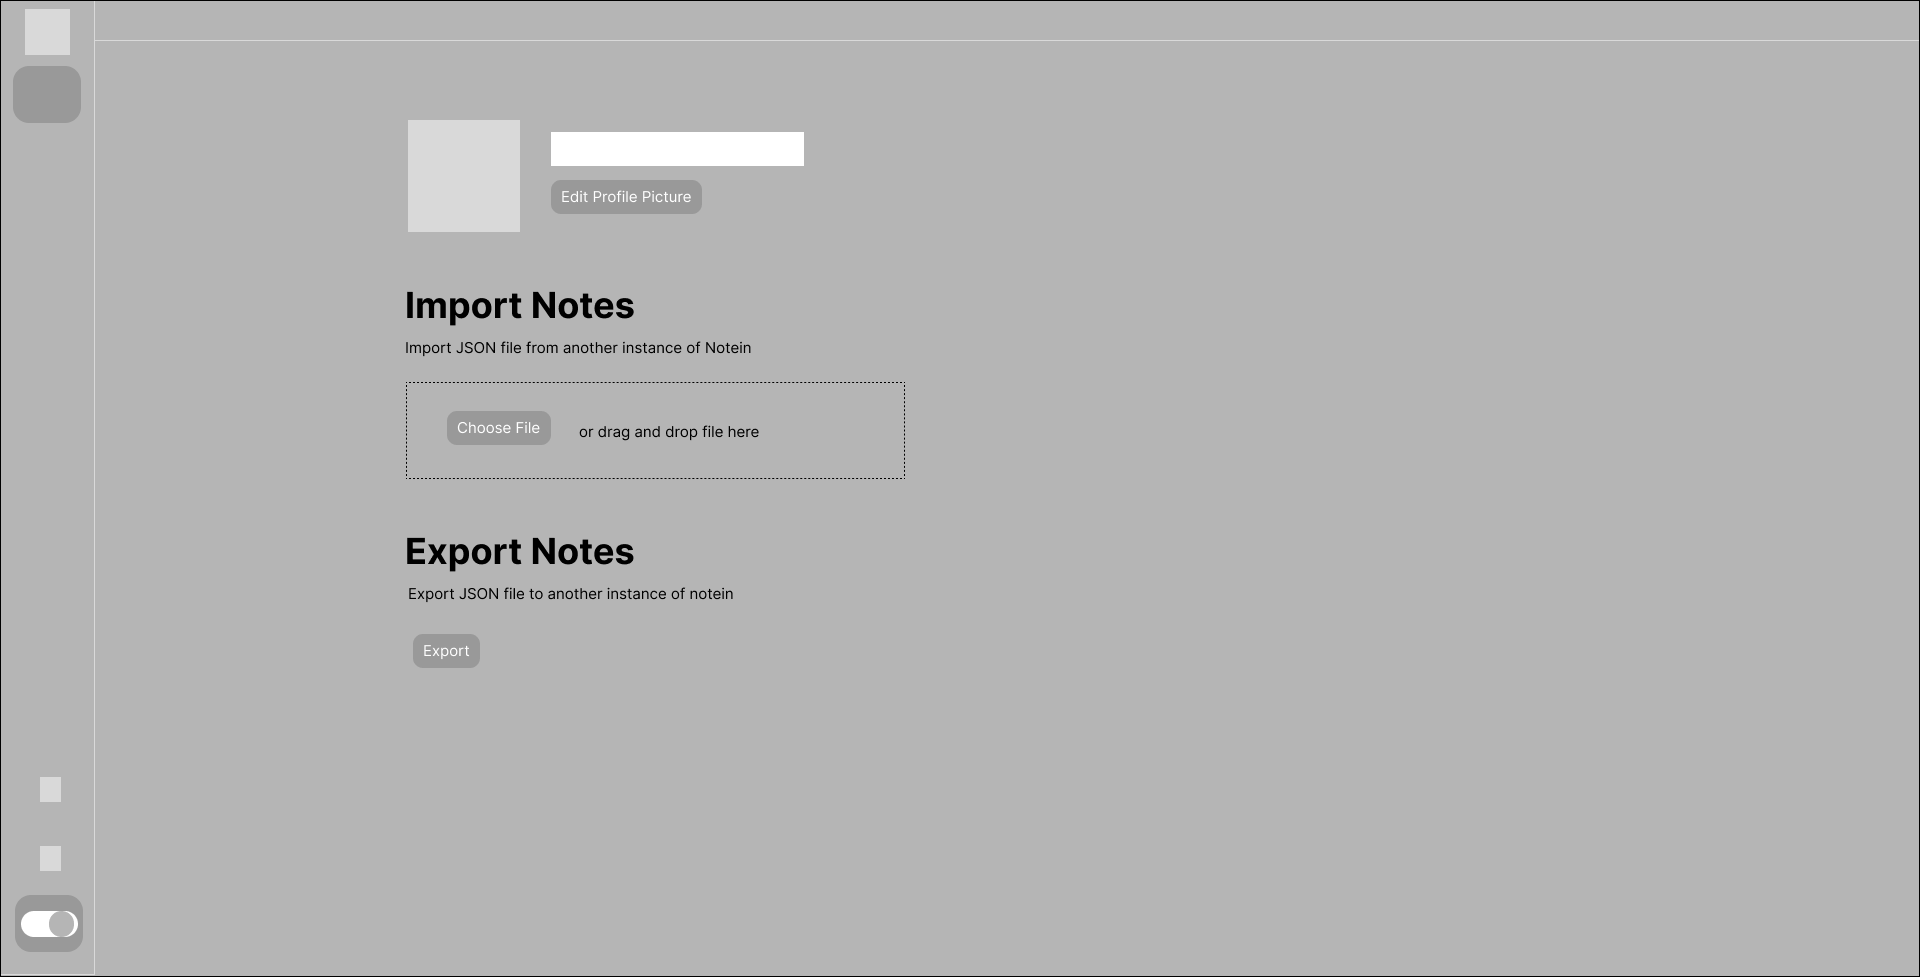 Edit Profile Picture
Import Notes
Import JSON file from another instance of Notein
Choose File
or drag and drop file here
Export Notes
Export JSON file to another instance of notein
Export